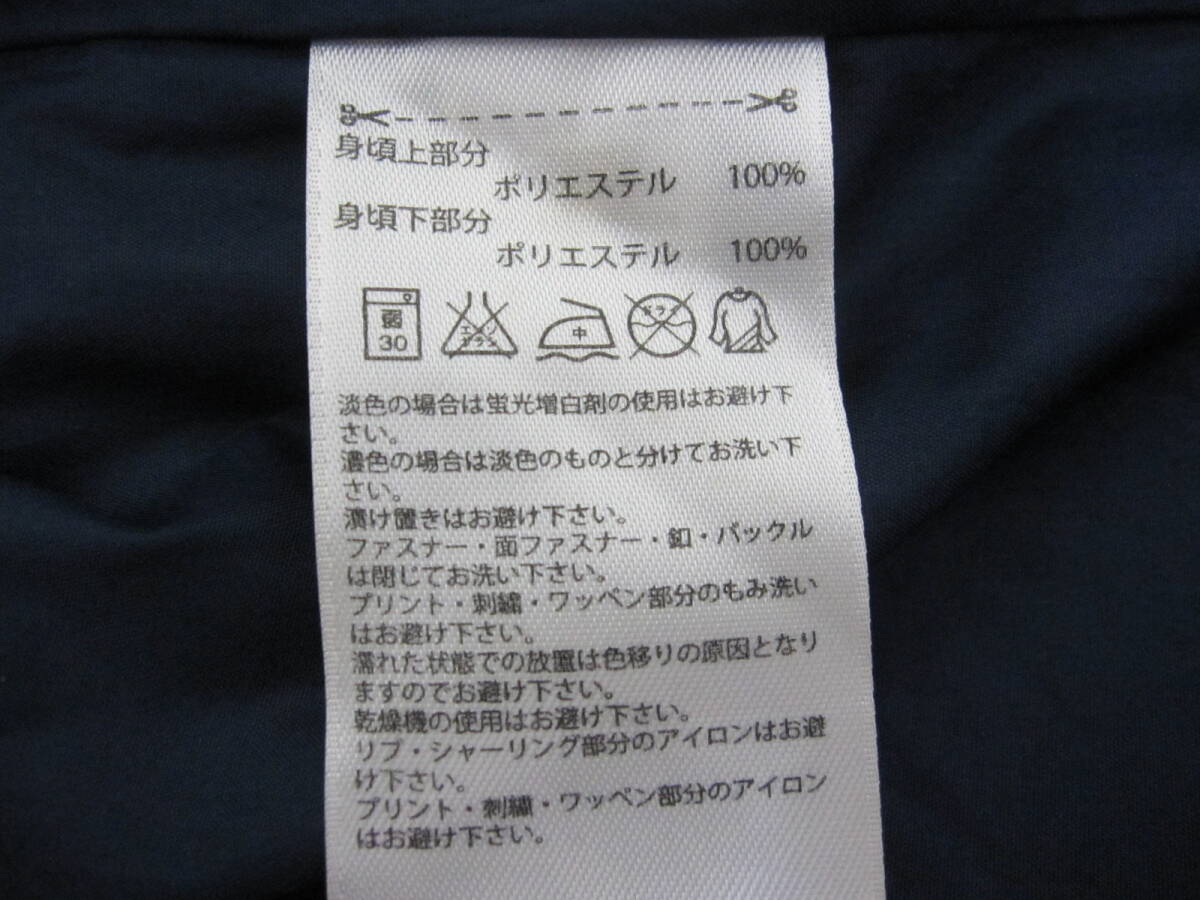 身頃上部分
ポリエステル 100%
身頃下部分
ポリエステル 100%
弱
30
エンソ
サラシ
中
ドライ
淡色の場合は蛍光増白剤の使用はお避け下
さい。
濃色の場合は淡色のものと分けてお洗い下
さい。
漬け置きはお避け下さい。
ファスナー・面ファスナー・釦・バックル
は閉じてお洗い下さい。
プリント・刺繍・ワッペン部分のもみ洗い
はお避け下さい。
濡れた状態での放置は色移りの原因となり
ますのでお避け下さい。
乾燥機の使用はお避け下さい。
リブ・シャーリング部分のアイロンはお避
け下さい。
プリント・刺繍・ワッペン部分のアイロン
はお避け下さい。